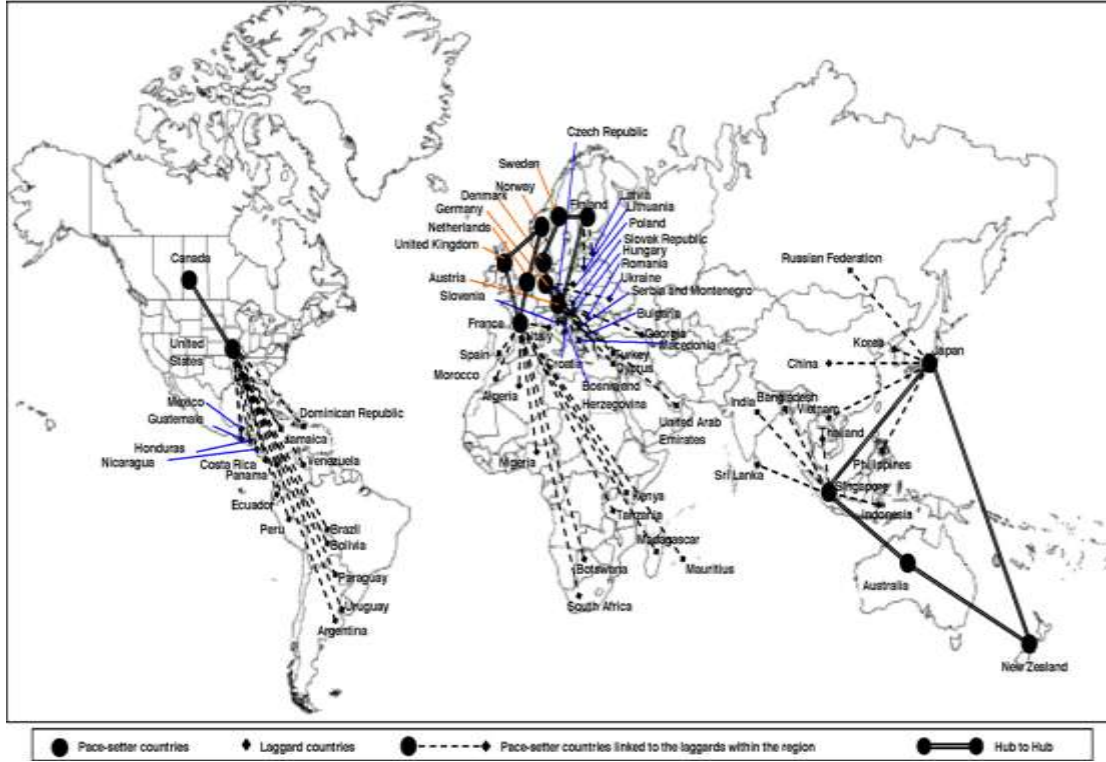 Czech Republic
Sweden
Norway
Finland
Denmark
Germany
Netherlands
United Kingdom
Latvia
Lithuania
Poland
Slovak Republic
Hungary
Romania
Ukraine
Serbia and Montenegro
Bulgaria
Georgia
Macedonia
Austria
Slovenia
France
Italy
Spain
Morocco
Algeria
Croatia
Turkey
Cyprus
Bosnia and
Herzegovina
United Arab
Emirates
Nigeria
Kenya
Tanzania
Madagascar
Mauritius
Botswana
South Africa
Canada
United
States
Mexico
Guatemala
Honduras
Nicaragua
Costa Rica
Panama
Dominican Republic
Jamaica
Venezuela
Ecuador
Peru
Brazil
Bolivia
Paraguay
Uruguay
Argentina
Russian Federation
Korea
Japan
China
Bangladesh
India
Vietnam
Thailand
Sri Lanka
Philippines
Singapore
Indonesia
Australia
New Zesland
Pace-setter countries
Laggard countries
Pace-setter countries linked to the laggards within the region
Hub to Hub